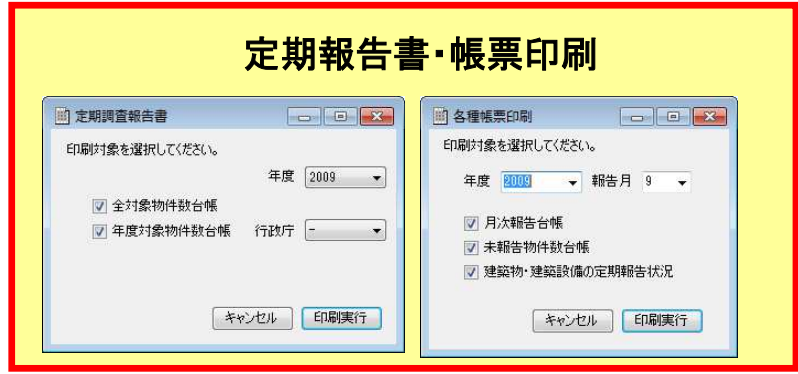 定期報告書・帳票印刷
定期調査報告書
印刷対象を選択してください。
年度 2009
全対象物件数台帳
年度対象物件数台帳 行政庁 -
キャンセル 印刷実行
各種帳票印刷
印刷対象を選択してください。
年度 2009 報告月 9
月次報告台帳
未報告物件数台帳
建築物・建築設備の定期報告状況
キャンセル 印刷実行